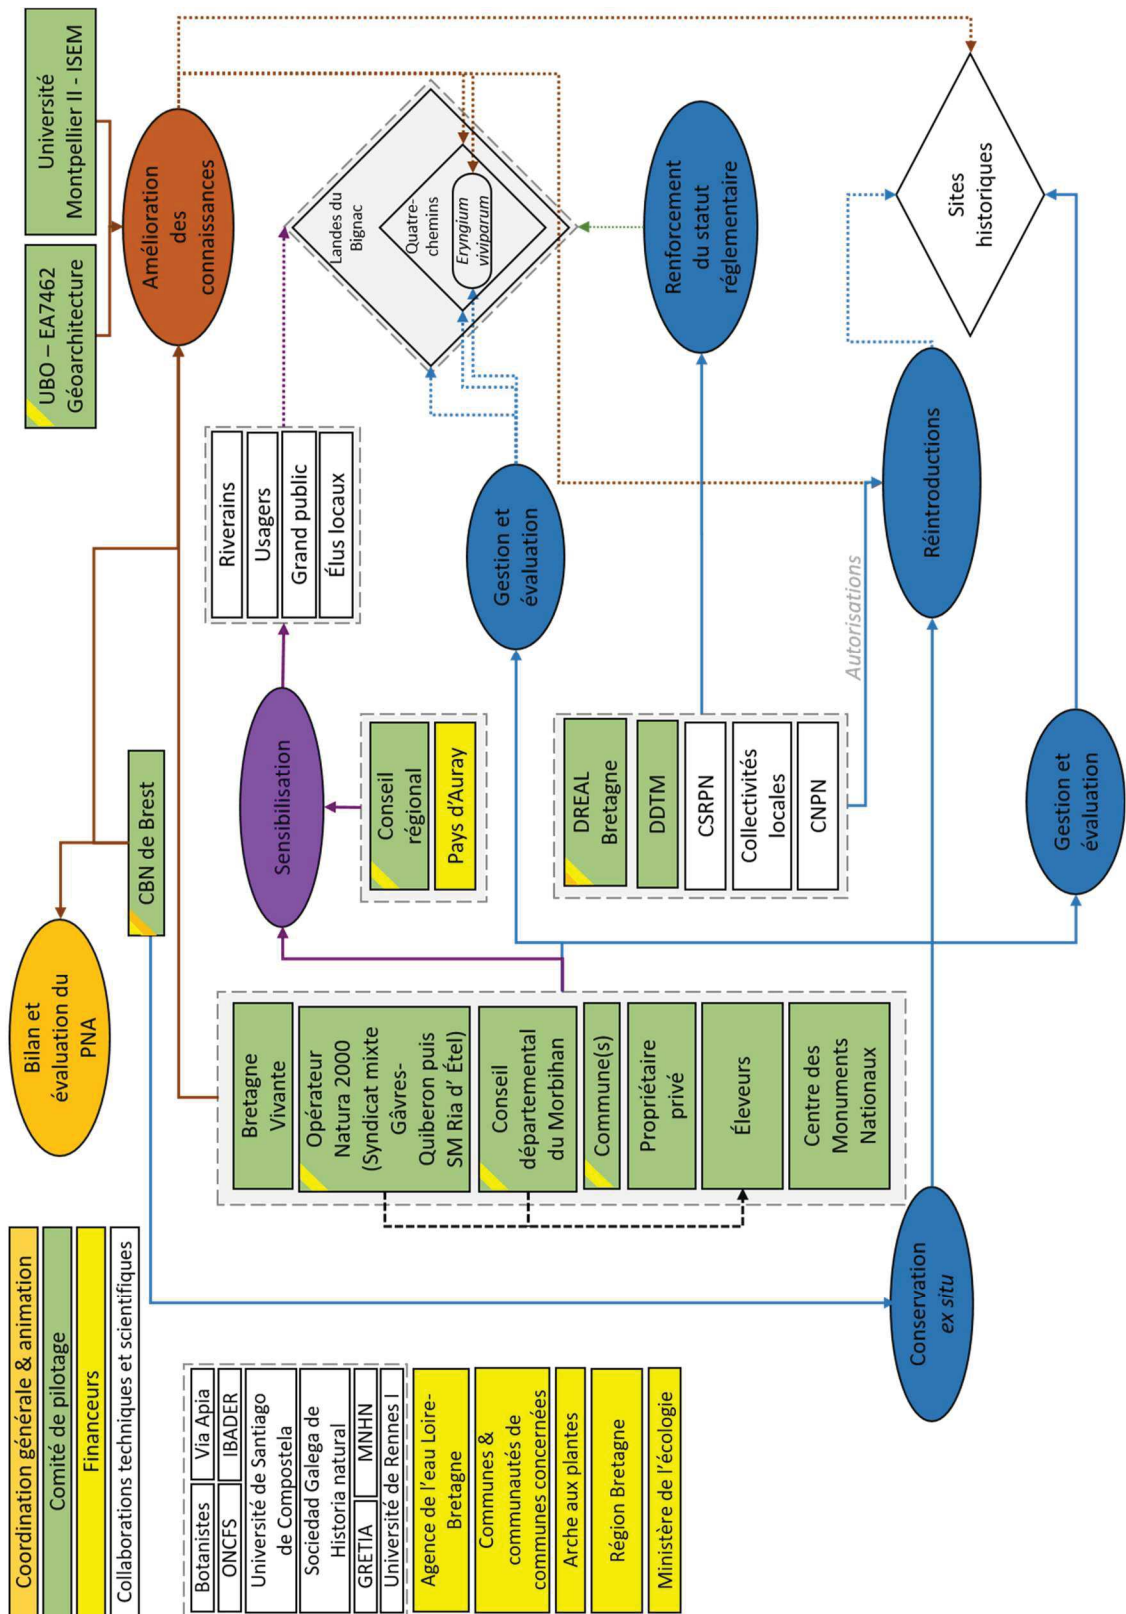 Coordination générale & animation
Comité de pilotage
Financeurs
Collaborations techniques et scientifiques
Botanistes
Via Apia
ONCFS
IBADER
Université de Santiago
de Compostela
Sociedad Galega de
Historia natural
GRETIA
MNHN
Université de Rennes I
Agence de l'eau Loire-
Bretagne
Communes &
communautés de
communes concernées
Arche aux plantes
Région Bretagne
Ministère de l'écologie
Bilan et
évaluation du
PNA
CBN de Brest
UBO – EA7462
Géoarchitecture
Université
Montpellier II - ISEM
Amélioration
des
connaissances
Bretagne
Vivante
Opérateur
Natura 2000
(Syndicat mixte
Gâvres-
Quiberon puis
SM Ria d' Étel)
Conseil
départemental
du Morbihan
Commune(s)
Propriétaire
privé
Éleveurs
Centre des
Monuments
Nationaux
Sensibilisation
Conseil
régional
Pays d'Auray
Riverains
Usagers
Grand public
Élus locaux
Landes du
Bignac
Quatre-
chemins
Eryngium
viviparum
Gestion et
évaluation
DREAL
Bretagne
DDTM
CSRPN
Collectivités
locales
CNPN
Renforcement
du statut
réglementaire
Autorisations
Conservation
ex situ
Réintroductions
Sites
historiques
Gestion et
évaluation